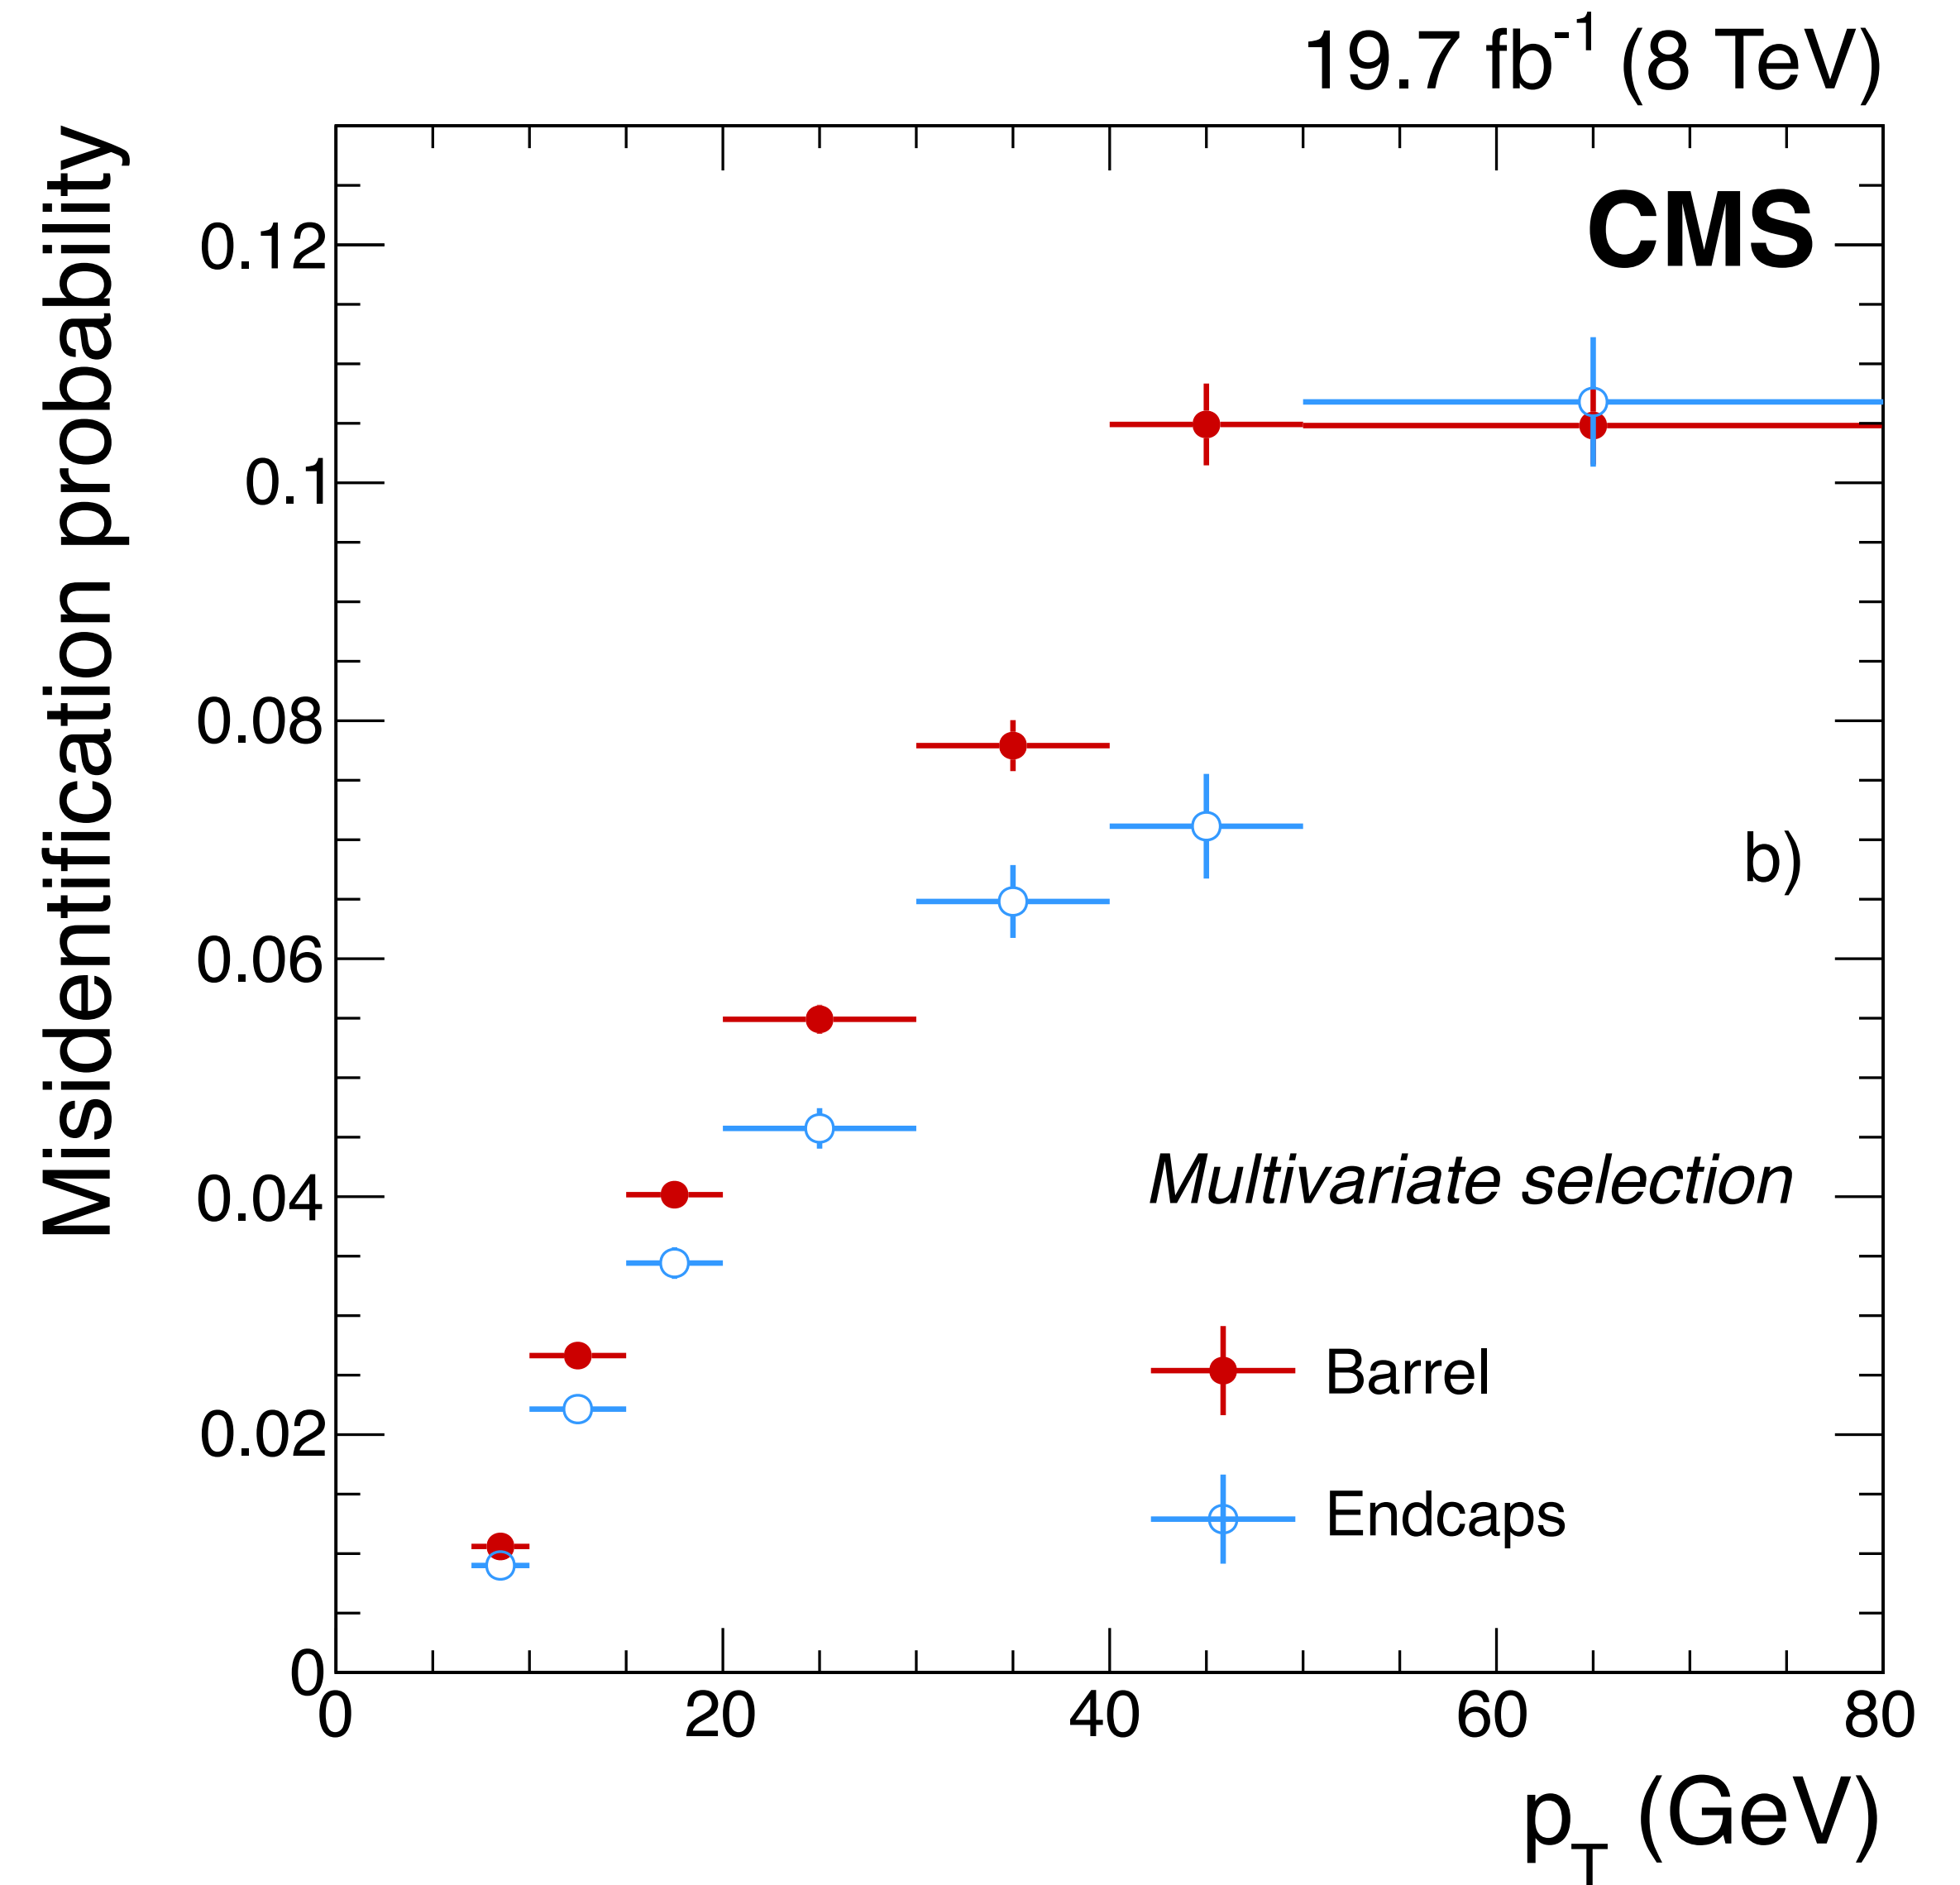 19.7 fb⁻¹ (8 TeV)
Misidentification probability
CMS
0.12
0.1
0.08
b)
0.06
0.04
Multivariate selection
Barrel
0.02
Endcaps
0
0 20 40 60 80
p_T (GeV)